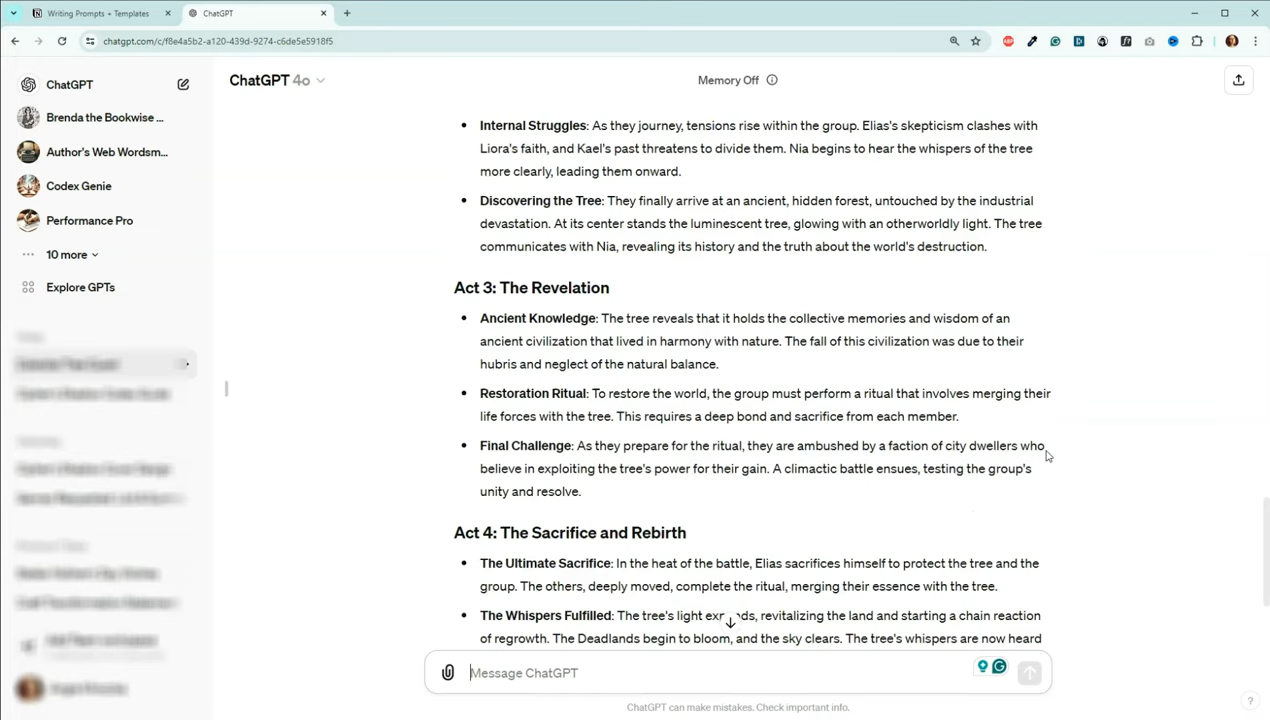 Writing Prompts + Templates
ChatGPT
chatgpt.com/c/f8e4a5b2-a120-439d-9274-c6de5e5918f5
ChatGPT
Brenda the Bookwise ...
Author's Web Wordsm...
Codex Genie
Performance Pro
10 more
Explore GPTs
ChatGPT 4o
Memory Off
Internal Struggles: As they journey, tensions rise within the group. Elias's skepticism clashes with
Liora's faith, and Kael's past threatens to divide them. Nia begins to hear the whispers of the tree
more clearly, leading them onward.
Discovering the Tree: They finally arrive at an ancient, hidden forest, untouched by the industrial
devastation. At its center stands the luminescent tree, glowing with an otherworldly light. The tree
communicates with Nia, revealing its history and the truth about the world's destruction.
Act 3: The Revelation
Ancient Knowledge: The tree reveals that it holds the collective memories and wisdom of an
ancient civilization that lived in harmony with nature. The fall of this civilization was due to their
hubris and neglect of the natural balance.
Restoration Ritual: To restore the world, the group must perform a ritual that involves merging their
life forces with the tree. This requires a deep bond and sacrifice from each member.
Final Challenge: As they prepare for the ritual, they are ambushed by a faction of city dwellers who
believe in exploiting the tree's power for their gain. A climactic battle ensues, testing the group's
unity and resolve.
Act 4: The Sacrifice and Rebirth
The Ultimate Sacrifice: In the heat of the battle, Elias sacrifices himself to protect the tree and the
group. The others, deeply moved, complete the ritual, merging their essence with the tree.
The Whispers Fulfilled: The tree's light expands, revitalizing the land and starting a chain reaction
of regrowth. The Deadlands begin to bloom, and the sky clears. The tree's whispers are now heard
Message ChatGPT
ChatGPT can make mistakes. Check important info.